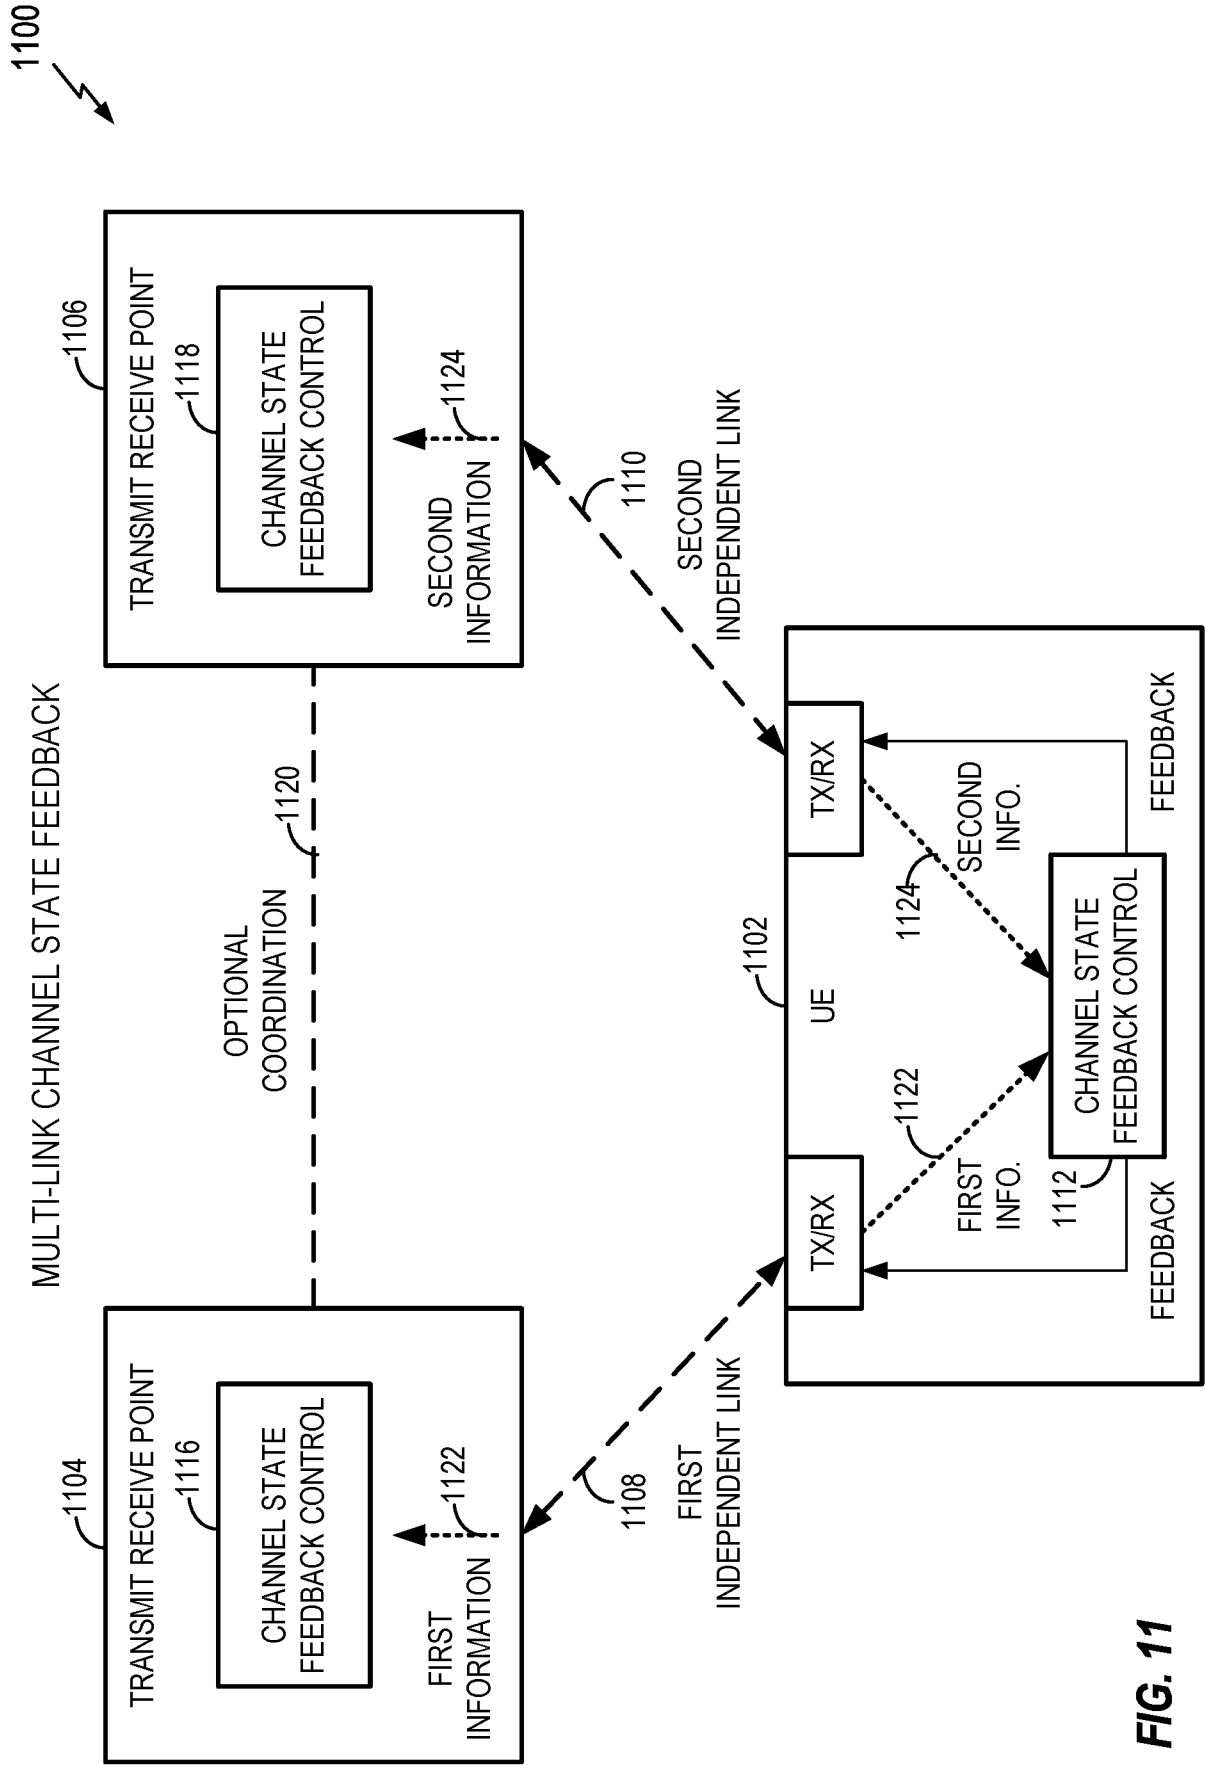 1100
MULTI-LINK CHANNEL STATE FEEDBACK
1104
TRANSMIT RECEIVE POINT
1116
CHANNEL STATE
FEEDBACK CONTROL
FIRST
INFORMATION
1122
OPTIONAL
COORDINATION
1120
1106
TRANSMIT RECEIVE POINT
1118
CHANNEL STATE
FEEDBACK CONTROL
SECOND
INFORMATION
1124
1108
FIRST
INDEPENDENT LINK
1110
SECOND
INDEPENDENT LINK
1102
UE
TX/RX
TX/RX
FIRST
INFO.
1122
1124
SECOND
INFO.
1112
CHANNEL STATE
FEEDBACK CONTROL
FEEDBACK
FEEDBACK
FIG. 11